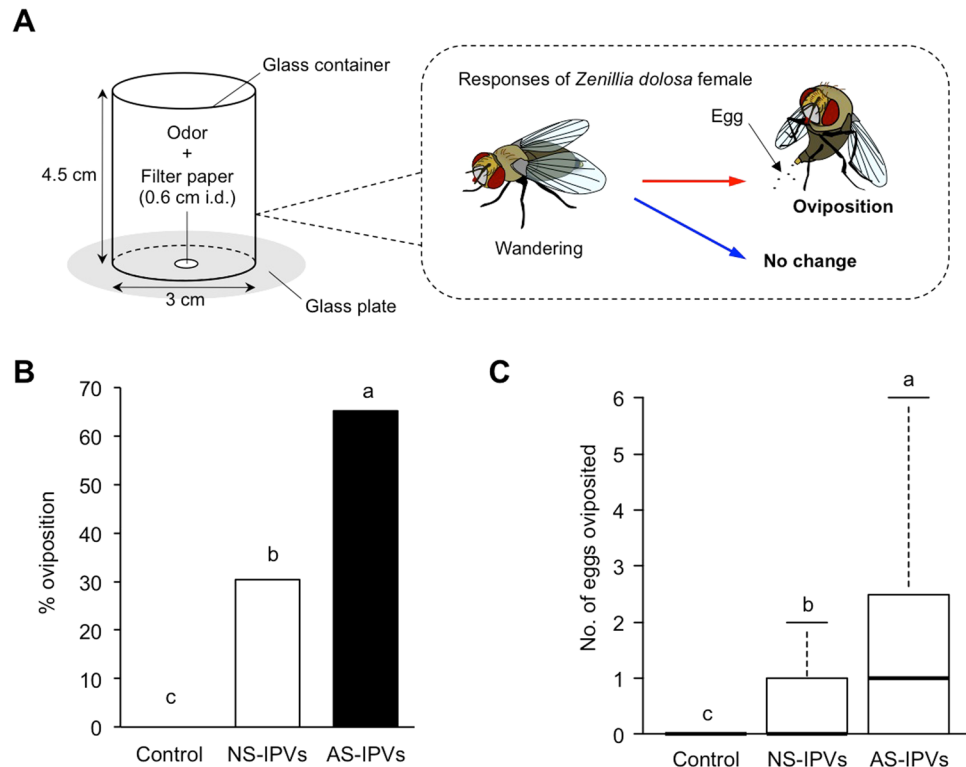 A
Glass container
Odor
+
Filter paper
(0.6 cm i.d.)
4.5 cm
3 cm
Glass plate
Responses of Zenillia dolosa female
Egg
Wandering
Oviposition
No change
B
% oviposition
70
60
50
40
30
20
10
0
c
b
a
Control
NS-IPVs
AS-IPVs
C
No. of eggs oviposited
6
5
4
3
2
1
0
c
b
a
Control
NS-IPVs
AS-IPVs